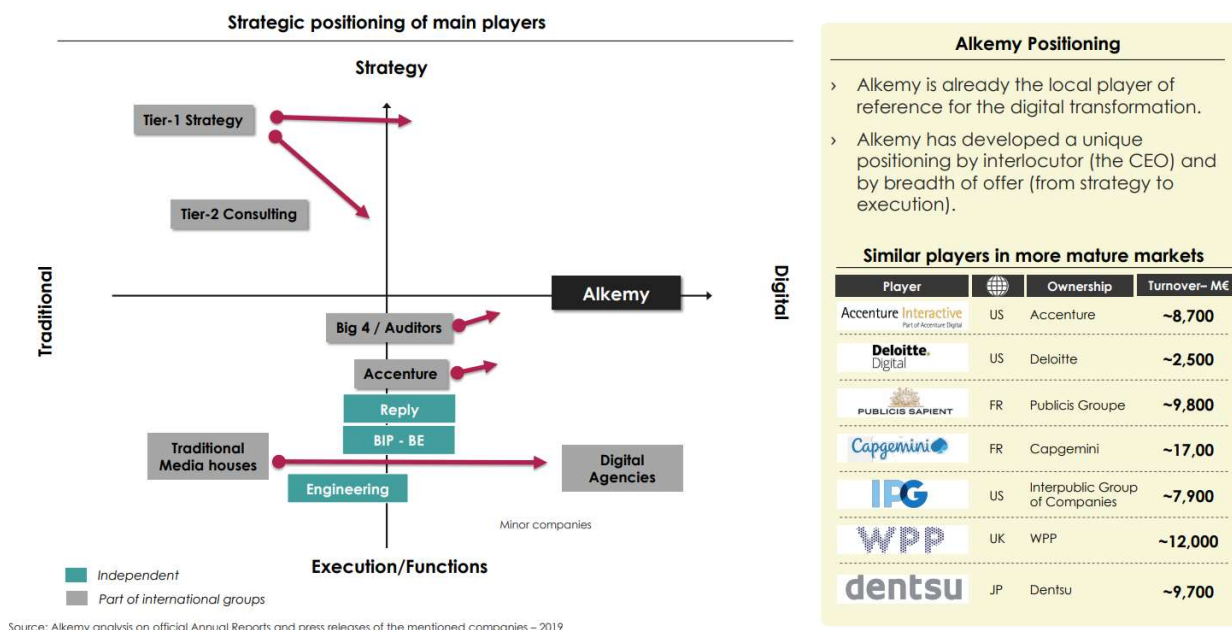 Strategic positioning of main players
Strategy
Tier-1 Strategy
Tier-2 Consulting
Traditional
Digital
Alkemy
Big 4 / Auditors
Accenture
Reply
BIP - BE
Traditional
Media houses
Digital
Agencies
Engineering
Minor companies
Execution/Functions
Independent
Part of international groups
Source: Alkemy analysis on official Annual Reports and press releases of the mentioned companies – 2019
Alkemy Positioning
› Alkemy is already the local player of
reference for the digital transformation.
› Alkemy has developed a unique
positioning by interlocutor (the CEO) and
by breadth of offer (from strategy to
execution).
Similar players in more mature markets
Player Ownership Turnover– M€
Accenture Interactive
Part of Accenture Digital
US Accenture ~8,700
Deloitte.
Digital
US Deloitte ~2,500
PUBLICIS SAPIENT FR Publicis Groupe ~9,800
Capgemini FR Capgemini ~17,00
IPG US Interpublic Group
of Companies ~7,900
WPP UK WPP ~12,000
dentsu JP Dentsu ~9,700